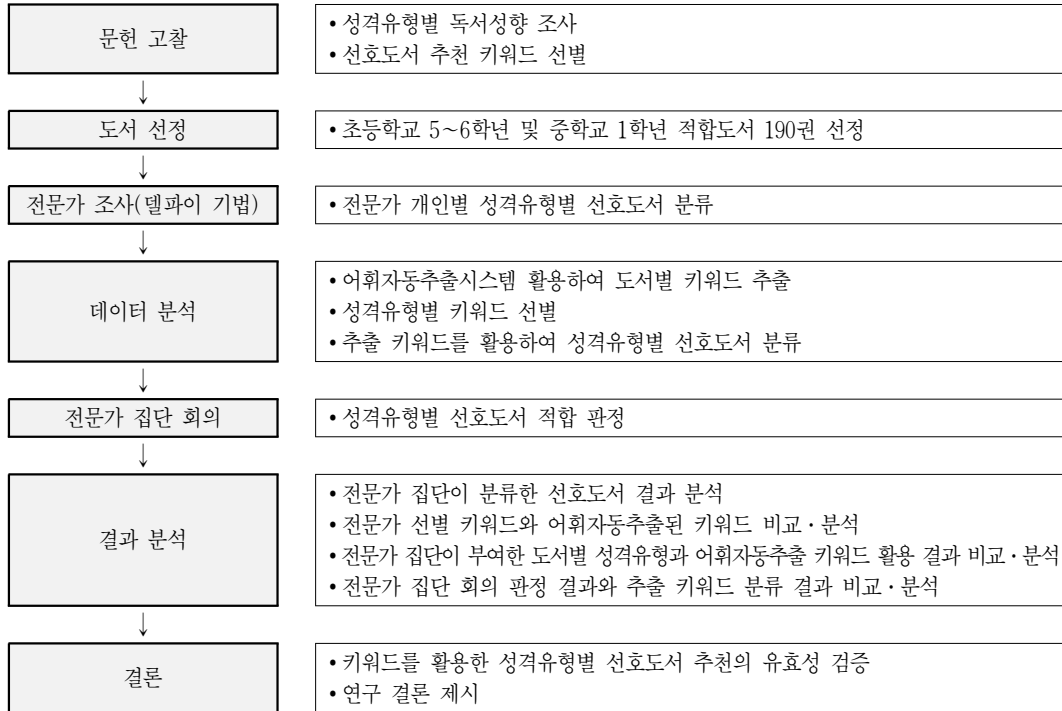 문헌 고찰
• 성격유형별 독서성향 조사
• 선호도서 추천 키워드 선별
↓
도서 선정
• 초등학교 5~6학년 및 중학교 1학년 적합도서 190권 선정
↓
전문가 조사(델파이 기법)
• 전문가 개인별 성격유형별 선호도서 분류
↓
데이터 분석
• 어휘자동추출시스템 활용하여 도서별 키워드 추출
• 성격유형별 키워드 선별
• 추출 키워드를 활용하여 성격유형별 선호도서 분류
↓
전문가 집단 회의
• 성격유형별 선호도서 적합 판정
↓
결과 분석
• 전문가 집단이 분류한 선호도서 결과 분석
• 전문가 선별 키워드와 어휘자동추출된 키워드 비교・분석
• 전문가 집단이 부여한 도서별 성격유형과 어휘자동추출 키워드 활용 결과 비교・분석
• 전문가 집단 회의 판정 결과와 추출 키워드 분류 결과 비교・분석
↓
결론
• 키워드를 활용한 성격유형별 선호도서 추천의 유효성 검증
• 연구 결론 제시